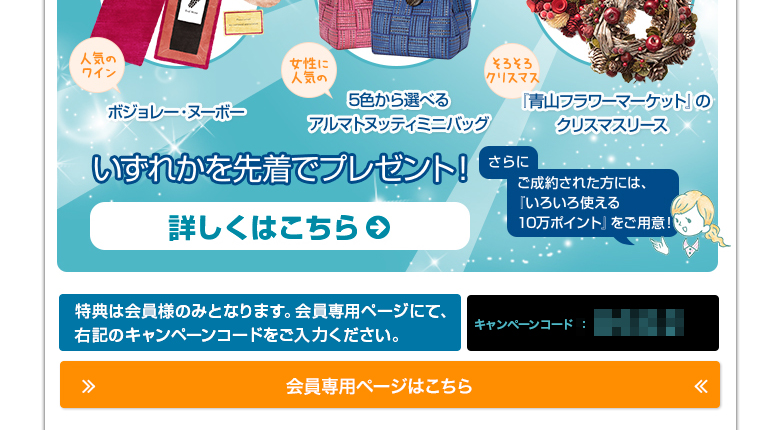 人気の
ワイン
ボジョレー・ヌーボー
女性に
人気の
5色から選べる
アルマトヌッティミニバッグ
そろそろ
クリスマス
『青山フラワーマーケット』の
クリスマスリース
いずれかを先着でプレゼント!
さらに
ご成約された方には、
『いろいろ使える
10万ポイント』をご用意!
詳しくはこちら
特典は会員様のみとなります。会員専用ページにて、
右記のキャンペーンコードをご入力ください。
キャンペーンコード :
会員専用ページはこちら